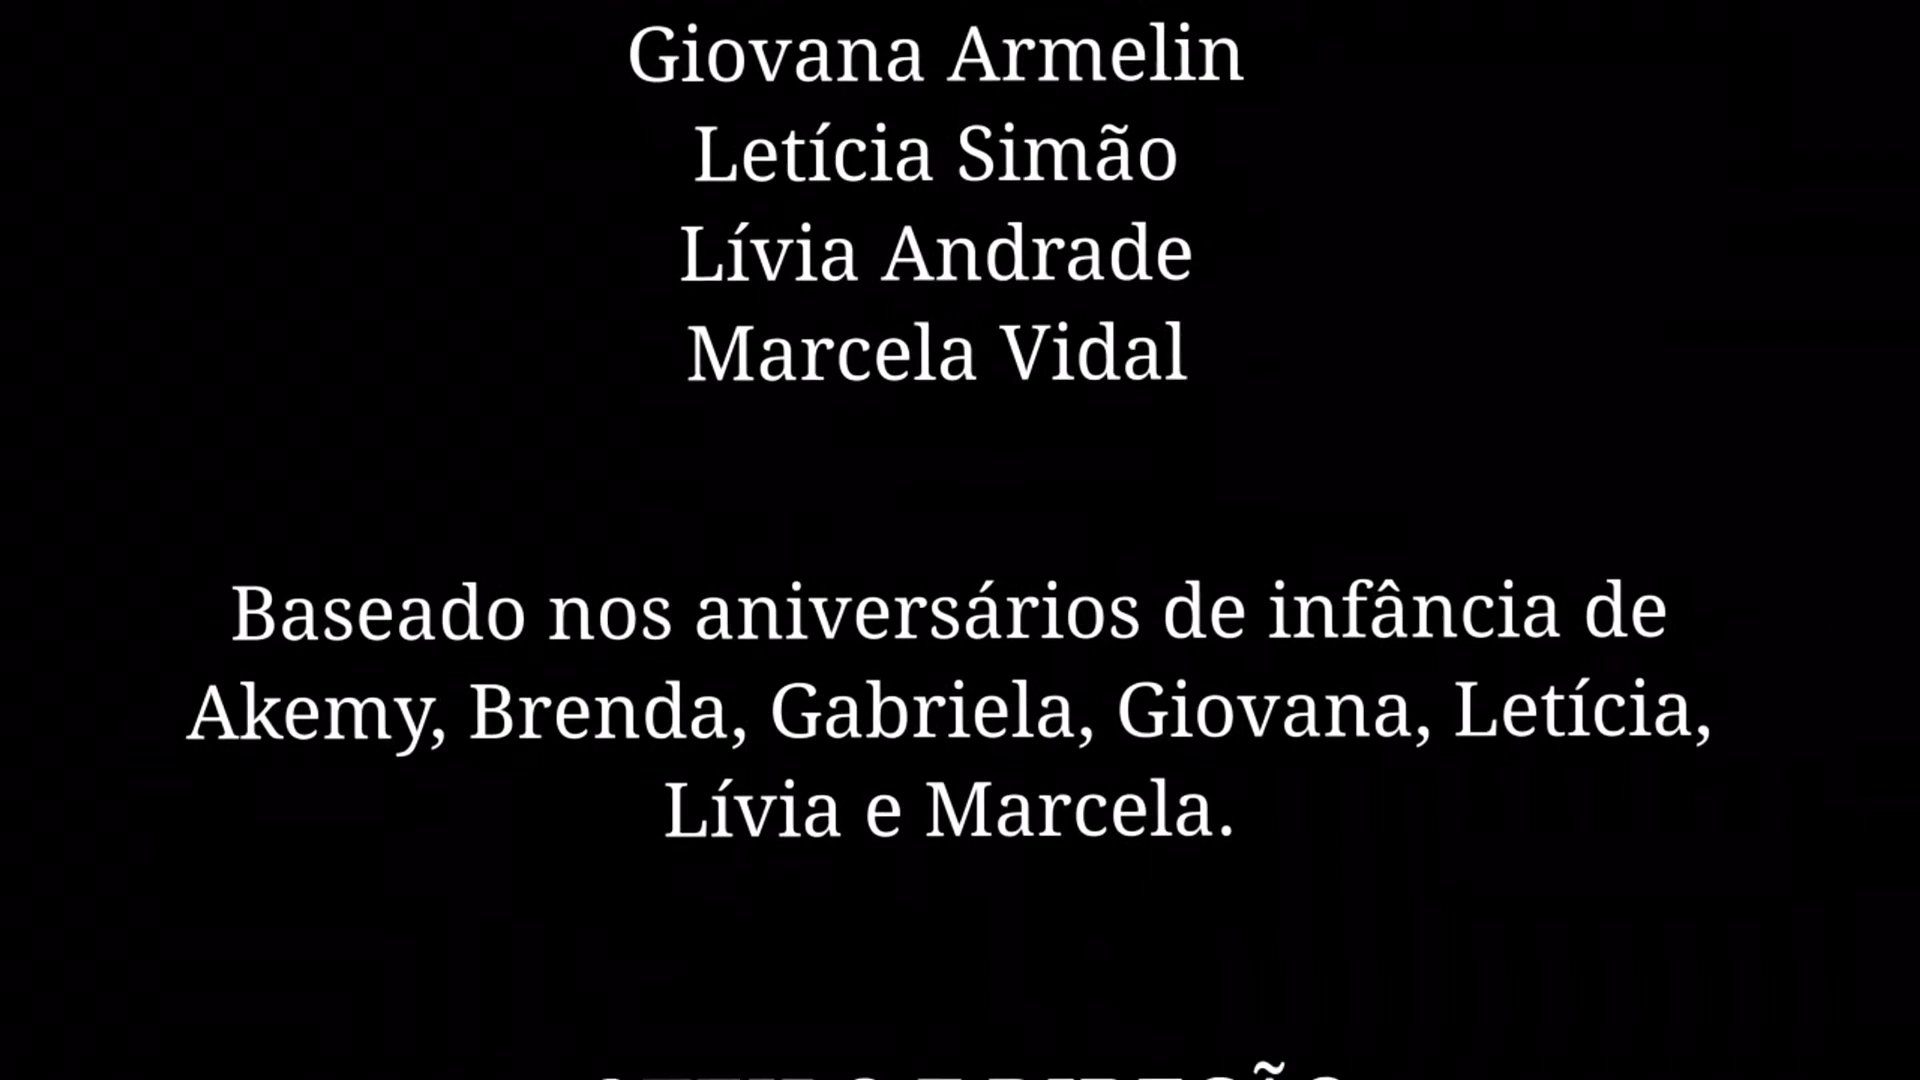 Giovana Armelin
Letícia Simão
Lívia Andrade
Marcela Vidal
Baseado nos aniversários de infância de
Akemy, Brenda, Gabriela, Giovana, Letícia,
Lívia e Marcela.